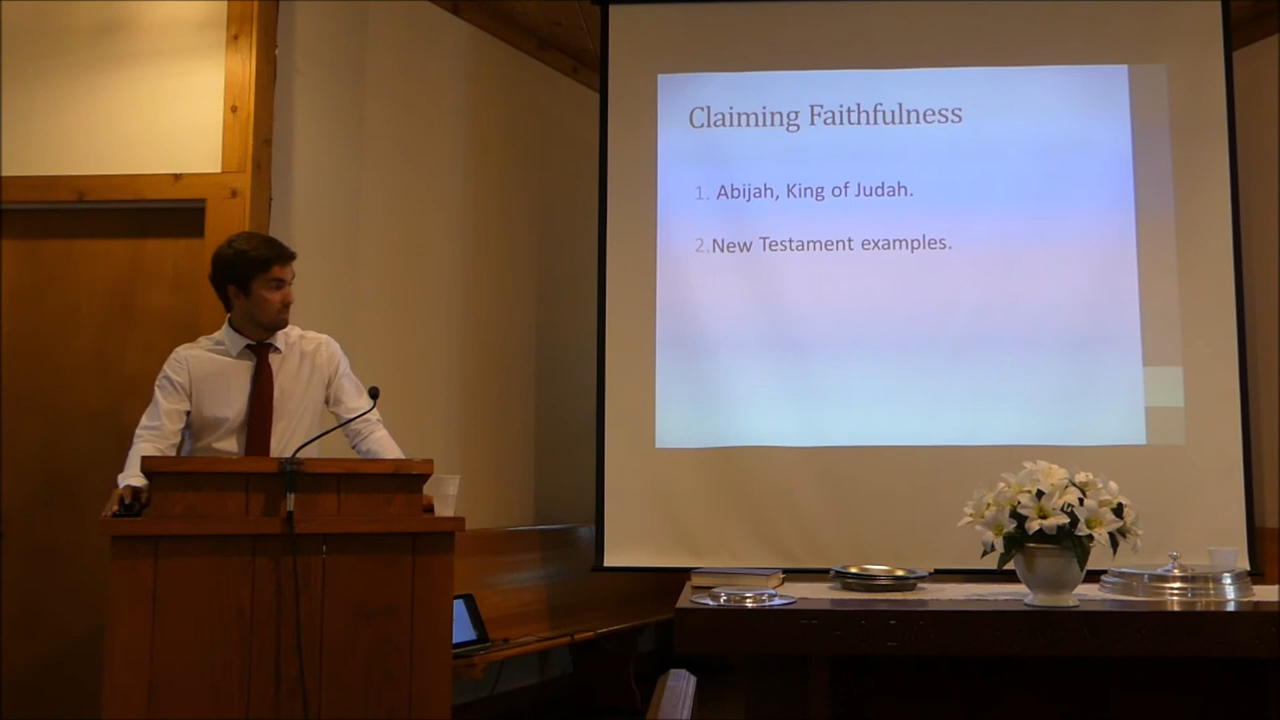 Claiming Faithfulness
1. Abijah, King of Judah.
2.New Testament examples.